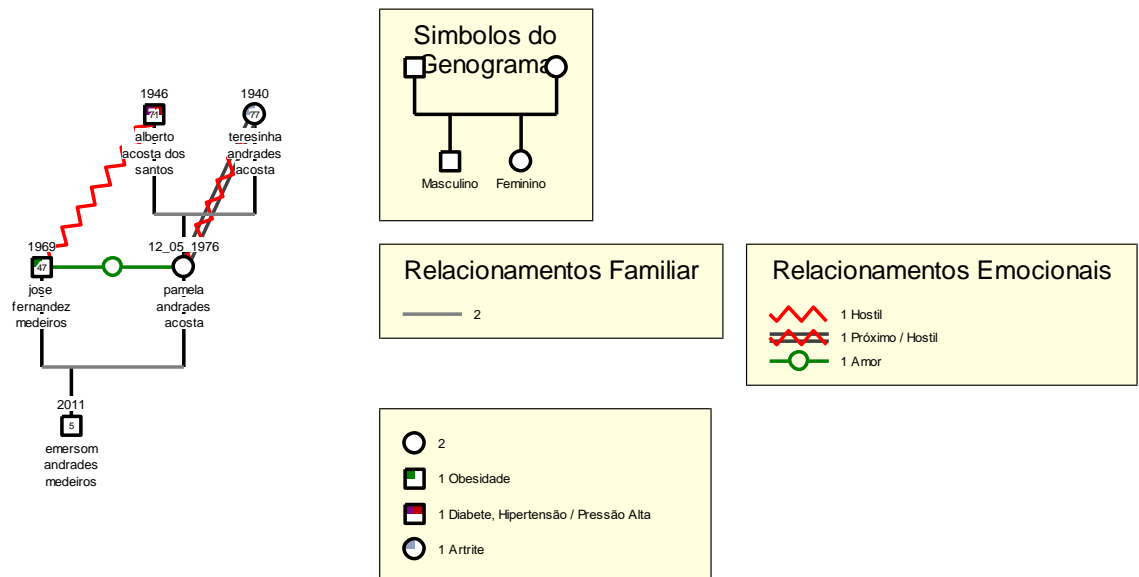 1946
71
alberto
acosta dos
santos
1940
77
teresinha
andrades
acosta
1969
47
jose
fernandez
medeiros
12_05_1976
pamela
andrades
acosta
2011
5
emersom
andrades
medeiros
Simbolos do
Genograma
Masculino
Feminino
Relacionamentos Familiar
2
Relacionamentos Emocionais
1 Hostil
1 Próximo / Hostil
1 Amor
2
1 Obesidade
1 Diabete, Hipertensão / Pressão Alta
1 Artrite